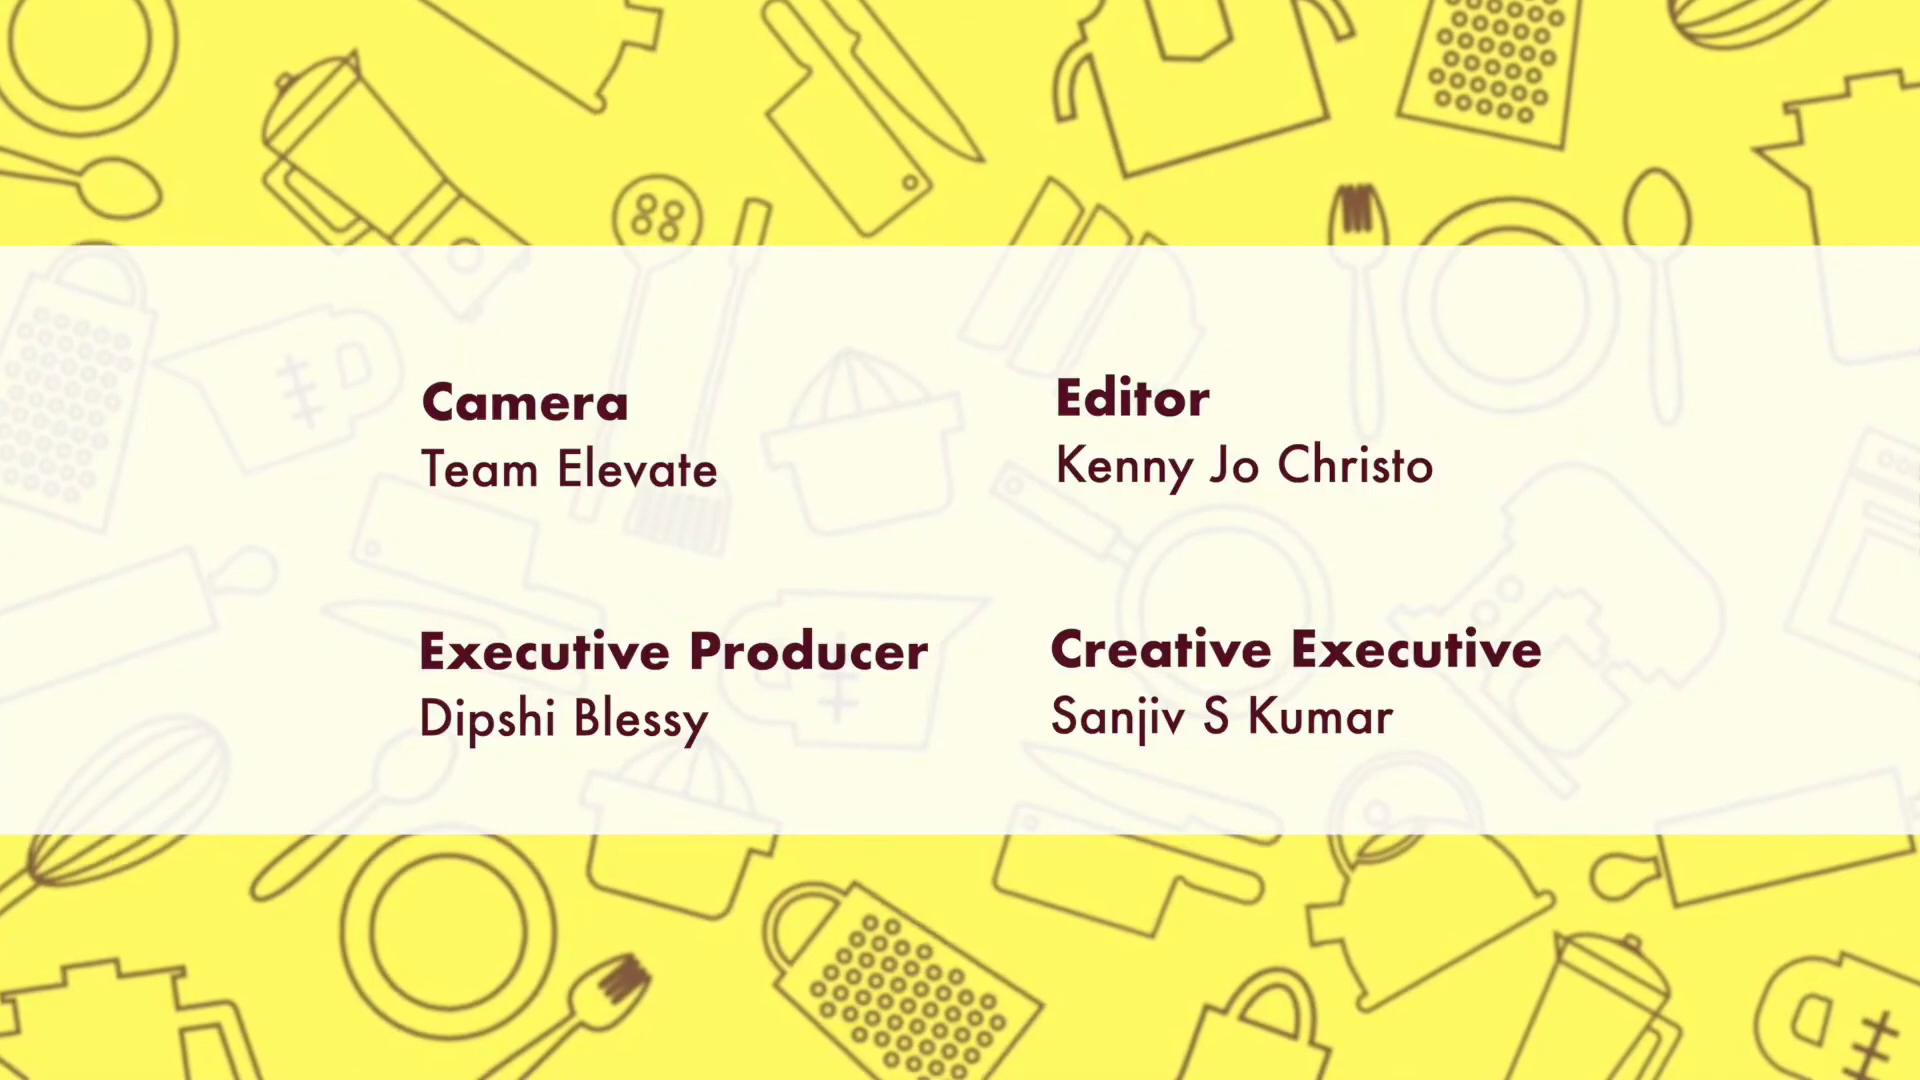 Camera
Team Elevate
Editor
Kenny Jo Christo
Executive Producer
Dipshi Blessy
Creative Executive
Sanjiv S Kumar